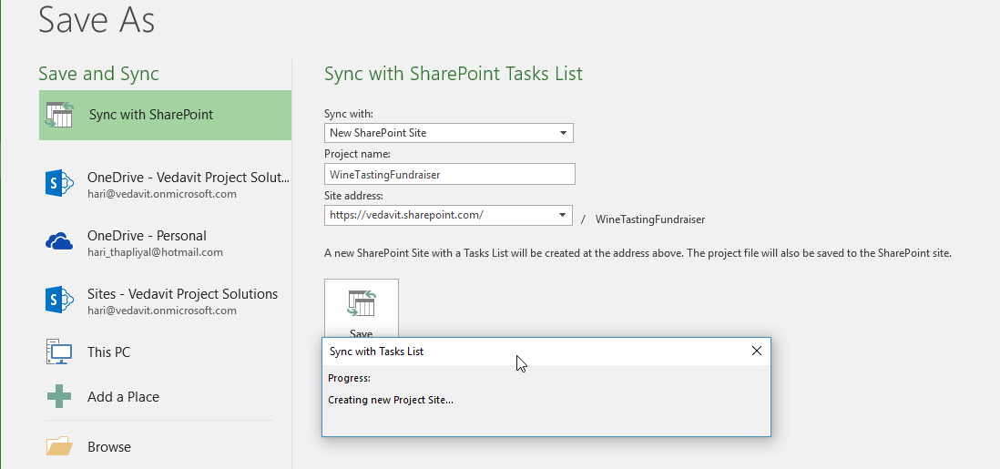 Save As
Save and Sync
Sync with SharePoint
OneDrive - Vedavit Project Solut...
hari@vedavit.onmicrosoft.com
OneDrive - Personal
hari_thapliyal@hotmail.com
Sites - Vedavit Project Solutions
hari@vedavit.onmicrosoft.com
This PC
Add a Place
Browse
Sync with SharePoint Tasks List
Sync with:
New SharePoint Site
Project name:
WineTastingFundraiser
Site address:
https://vedavit.sharepoint.com/ / WineTastingFundraiser
A new SharePoint Site with a Tasks List will be created at the address above. The project file will also be saved to the SharePoint site.
Save
Sync with Tasks List
Progress:
Creating new Project Site...